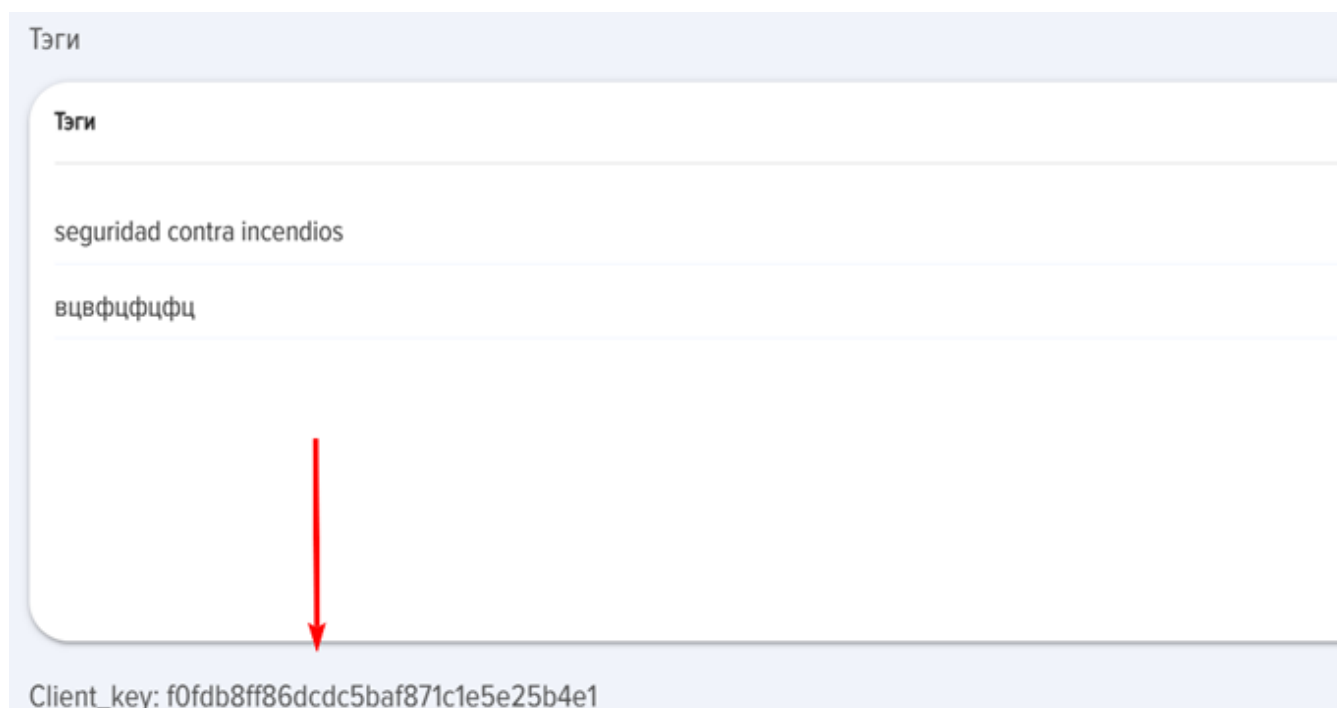 Тэги
Тэги
seguridad contra incendios
вцвфцфцфц
Client_key: f0fdb8ff86dcdc5baf871c1e5e25b4e1